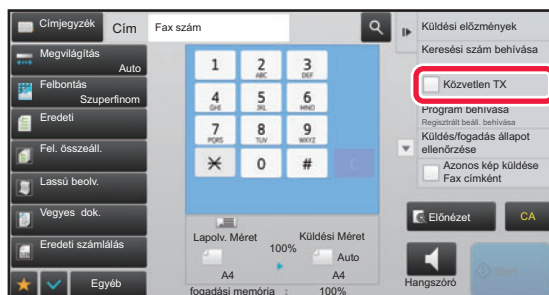 Címjegyzék
Cím
Fax szám
Megvilágítás
Auto
Felbontás
Szuperfinom
Eredeti
Fel. összeáll.
Lassú beolv.
Vegyes dok.
Eredeti számlálás
Egyéb
1
2
ABC
3
DEF
4
GHI
5
JKL
6
MNO
7
PQRS
8
TUV
9
WXYZ
0
#
C
Lapolv. Méret
100%
Küldési Méret
Auto
A4
A4
fogadási memória : 100%
Küldési előzmények
Keresési szám behívása
Közvetlen TX
Program behívása
Regisztrált beáll. behívása
Küldés/fogadás állapot
ellenőrzése
Azonos kép küldése
Fax címként
Előnézet
CA
Hangszóró
Start